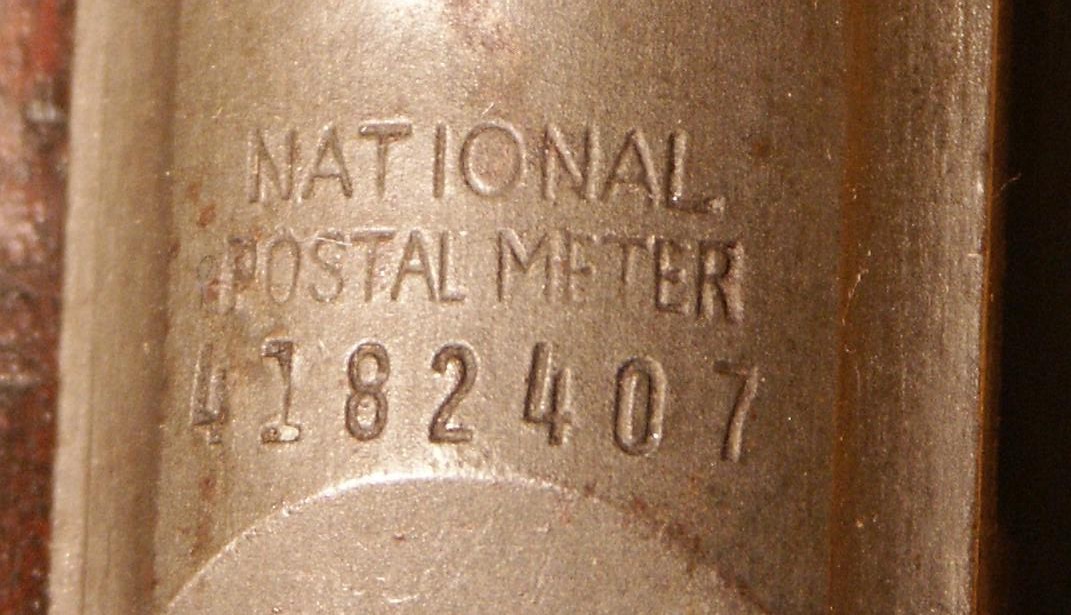 NATIONAL.
POSTAL METER
4182407